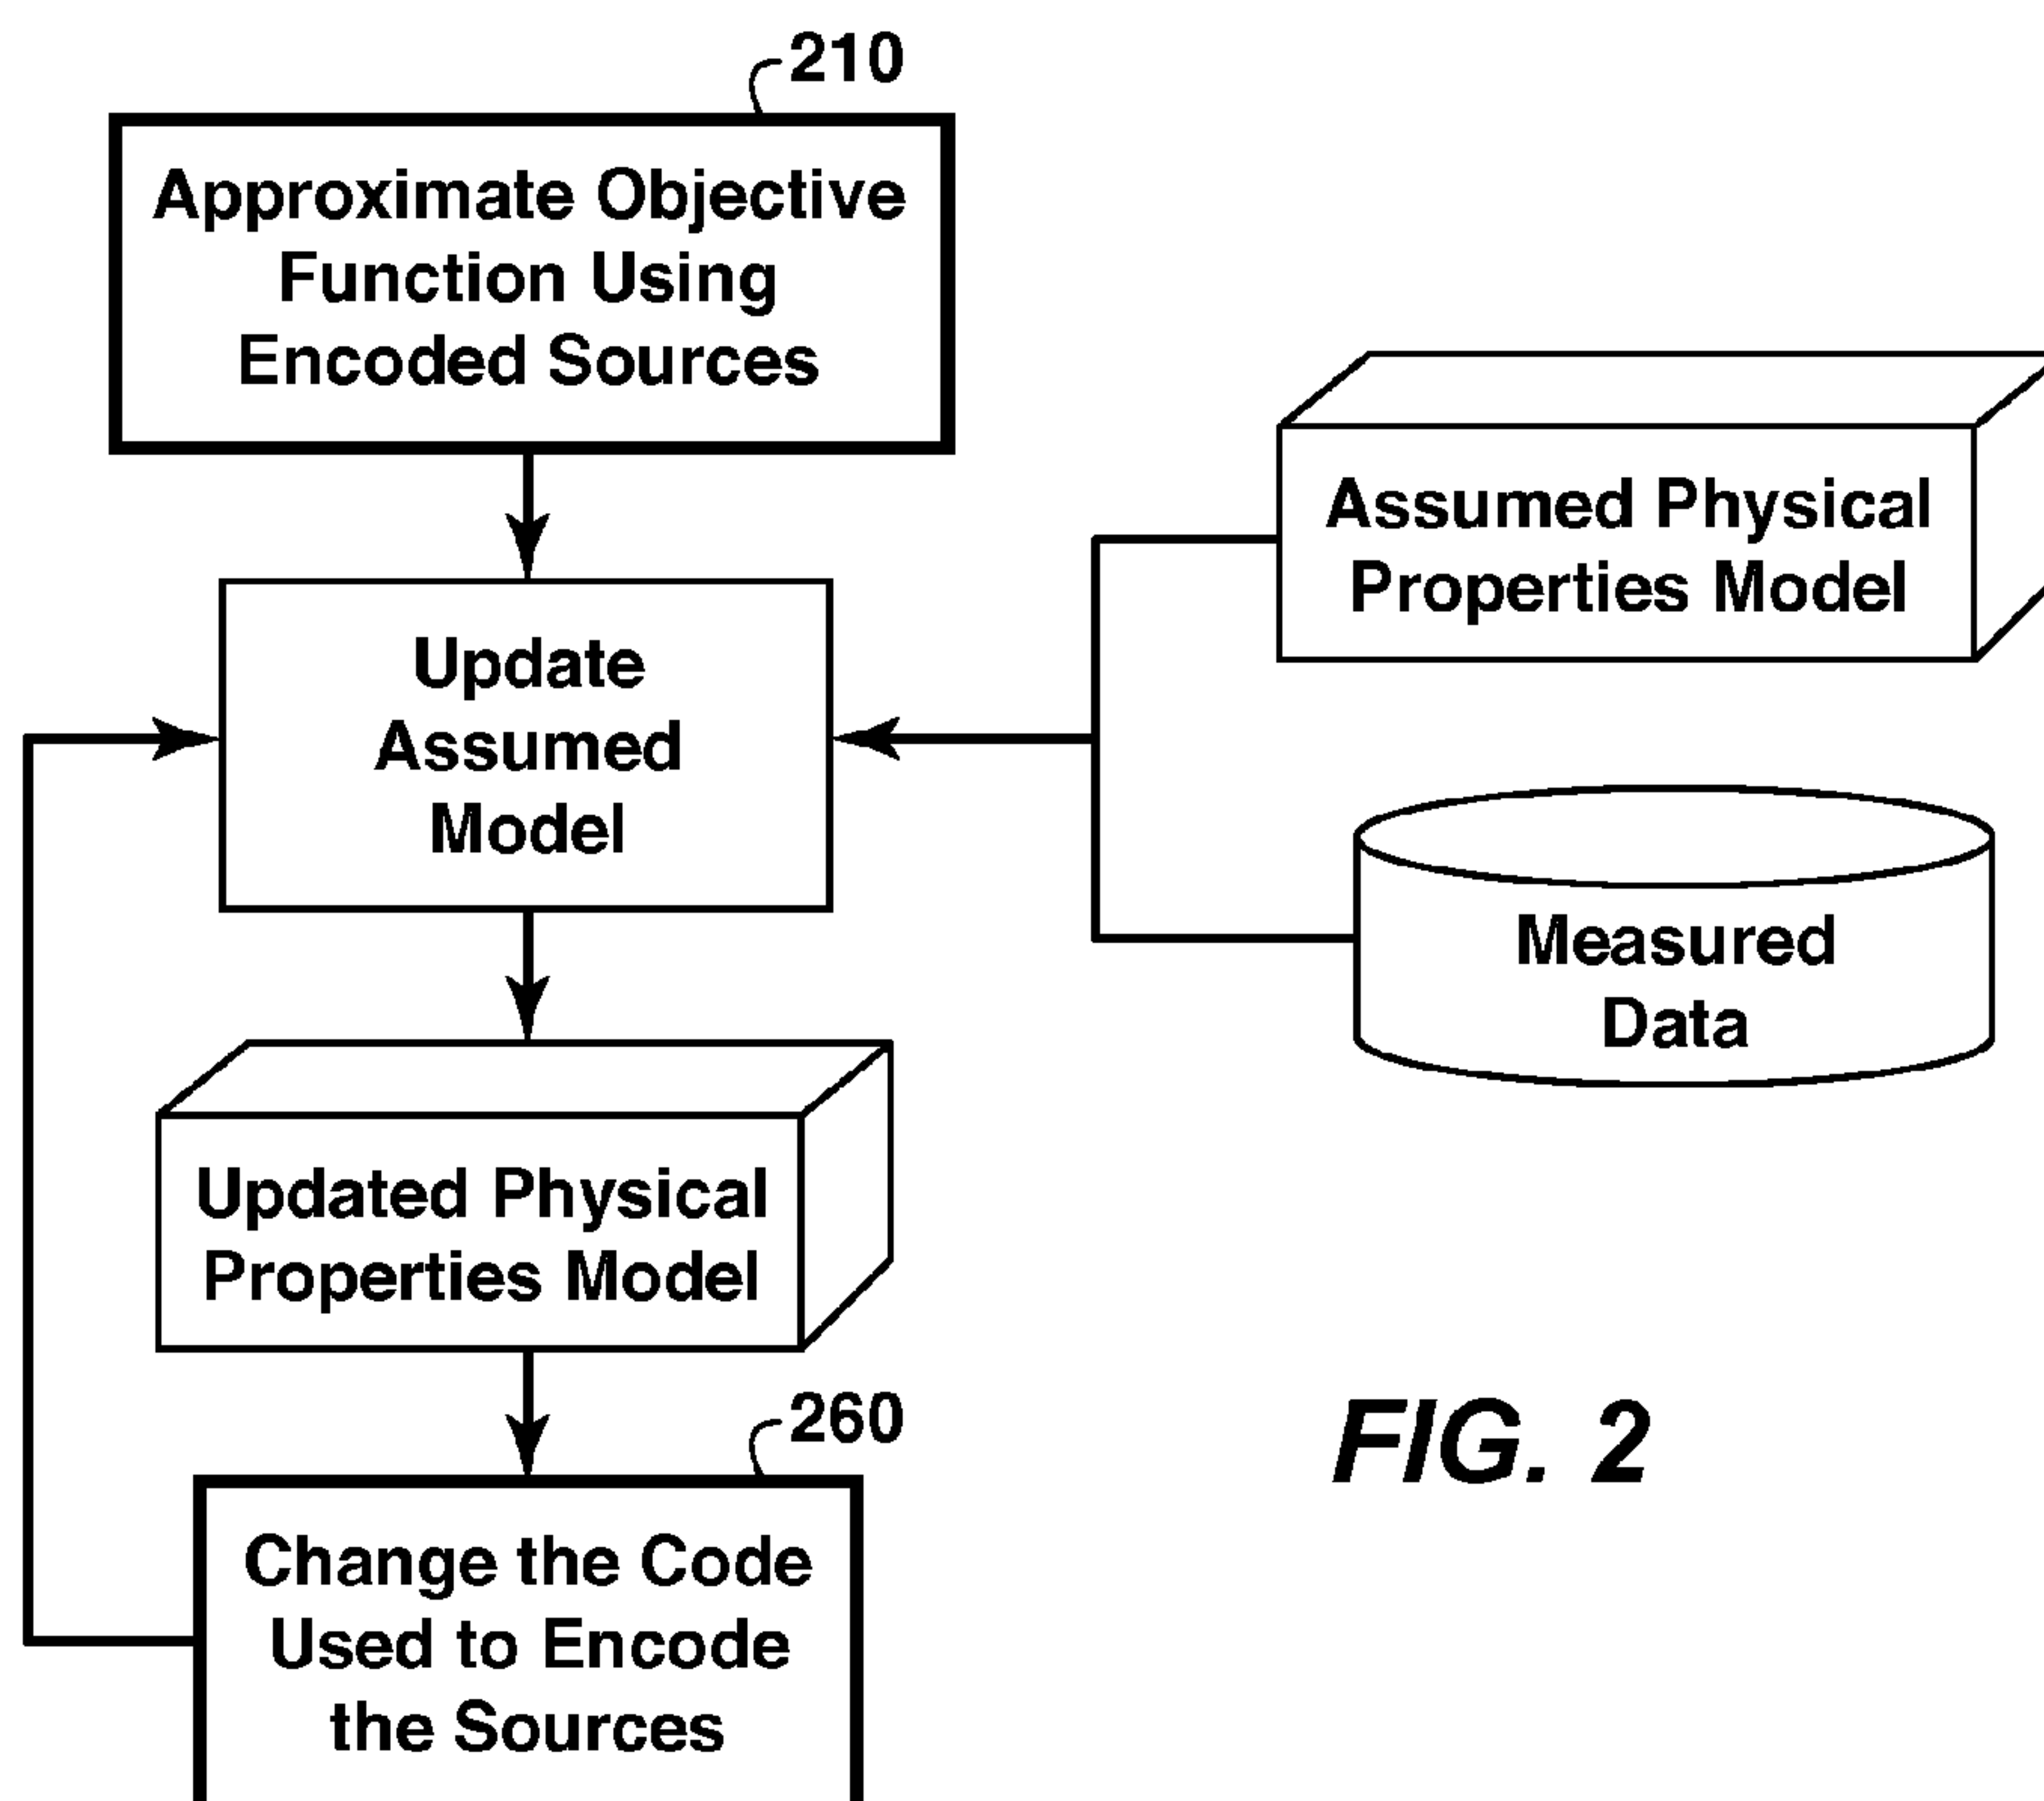 210
Approximate Objective
Function Using
Encoded Sources
Assumed Physical
Properties Model
Update
Assumed
Model
Measured
Data
Updated Physical
Properties Model
260
Change the Code
Used to Encode
the Sources
FIG. 2